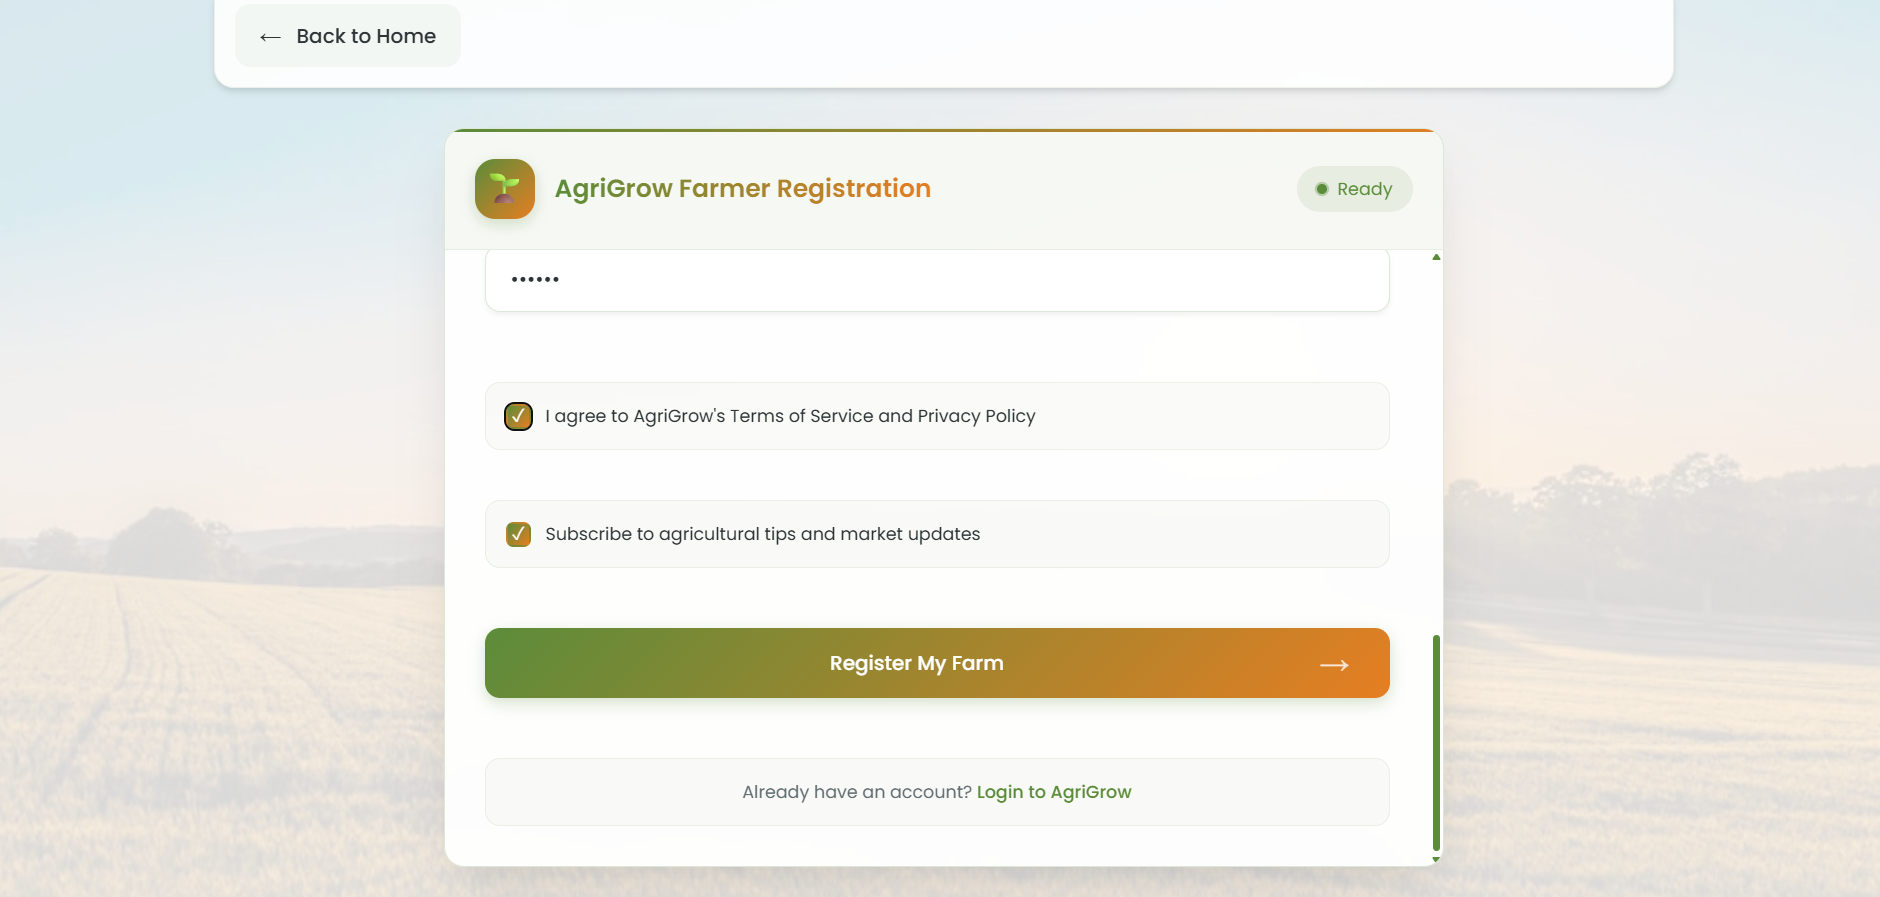 ← Back to Home
AgriGrow Farmer Registration
Ready
••••••
✓ I agree to AgriGrow's Terms of Service and Privacy Policy
✓ Subscribe to agricultural tips and market updates
Register My Farm →
Already have an account? Login to AgriGrow